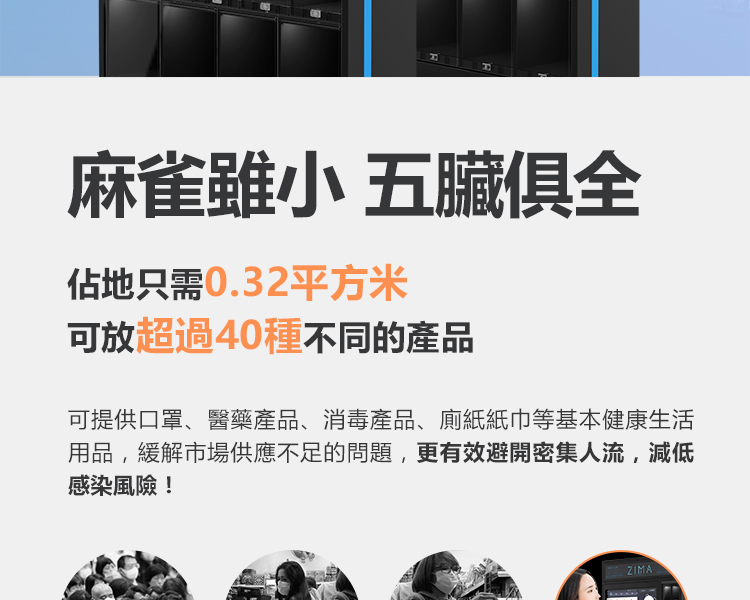 麻雀雖小 五臟俱全
佔地只需0.32平方米
可放超過40種不同的產品
可提供口罩、醫藥產品、消毒產品、廁紙紙巾等基本健康生活
用品，緩解市場供應不足的問題，更有效避開密集人流，減低
感染風險！
ZIMA